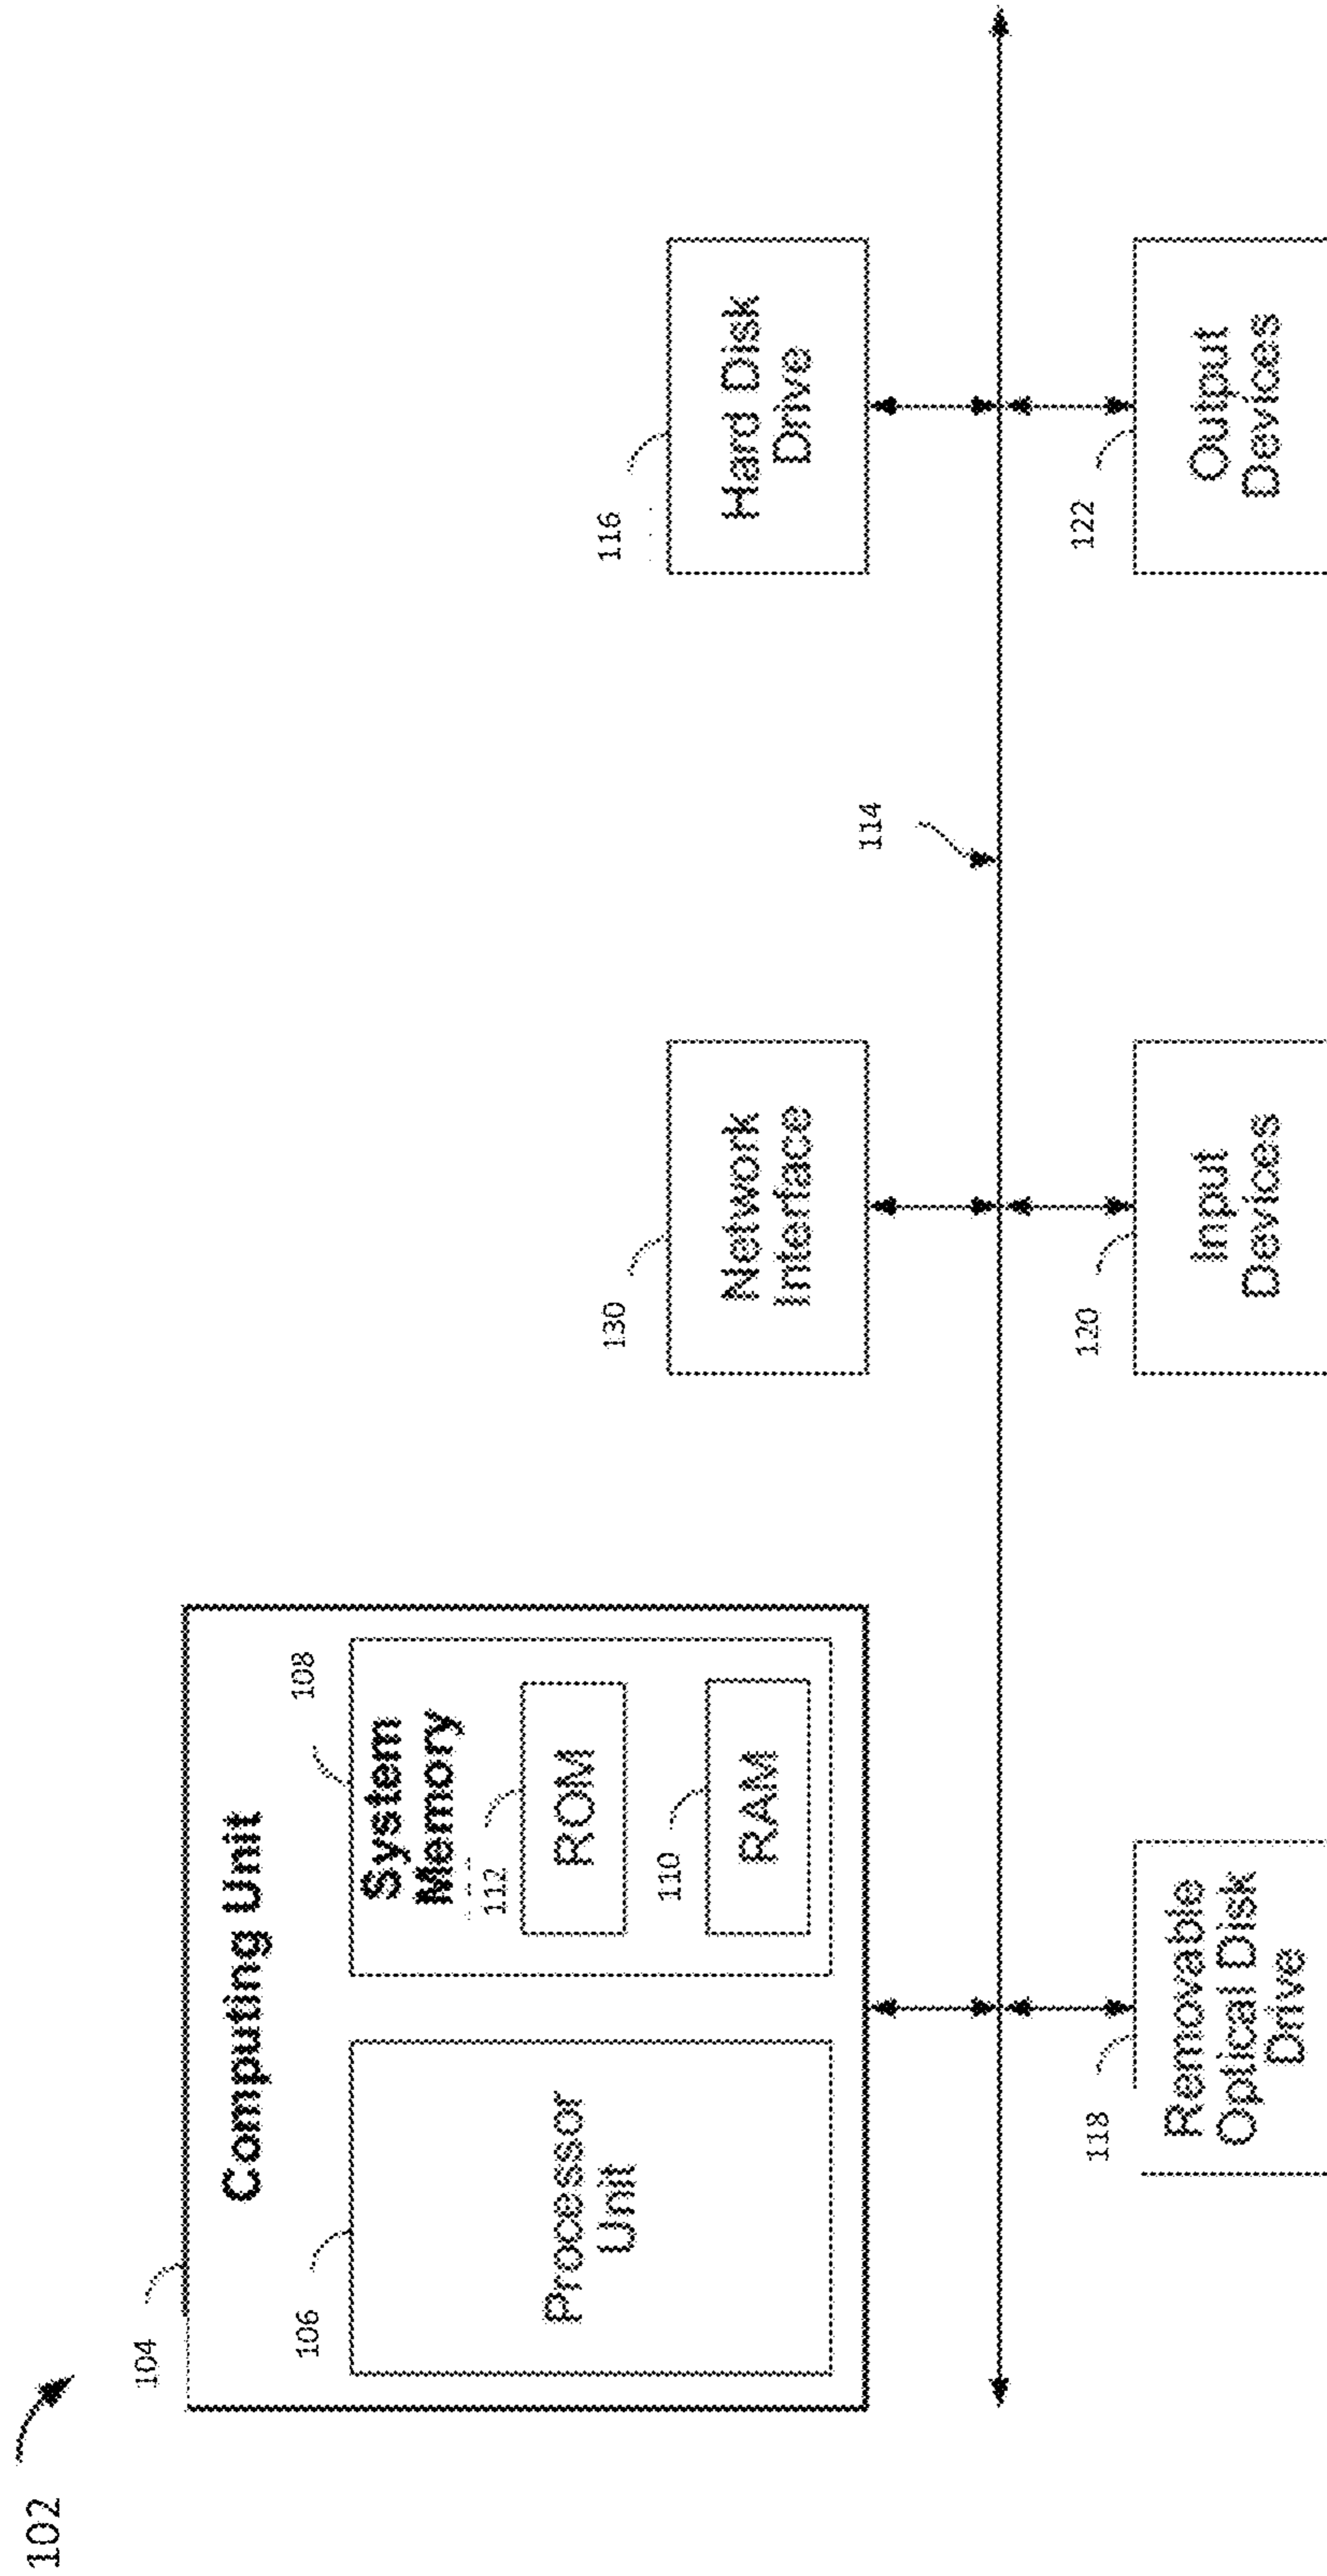 102
104
Computing Unit
106
Processor
Unit
108
System
Memory
112
ROM
110
RAM
130
Network
Interface
116
Hard Disk
Drive
114
118
Removable
Optical Disk
Drive
120
Input
Devices
122
Output
Devices